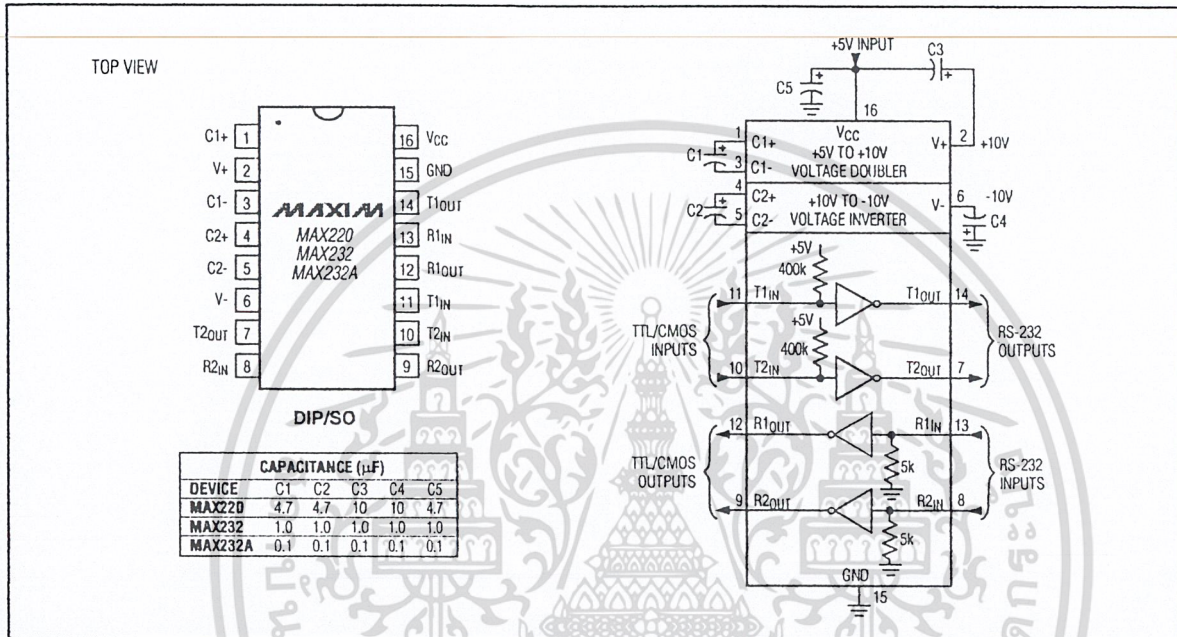 TOP VIEW
C1+ 1
V+ 2
C1- 3
C2+ 4
C2- 5
V- 6
T2OUT 7
R2IN 8
16 VCC
15 GND
14 T1OUT
13 R1IN
12 R1OUT
11 T1IN
10 T2IN
9 R2OUT
MAXIM
MAX220
MAX232
MAX232A
DIP/SO
CAPACITANCE (µF)
DEVICE C1 C2 C3 C4 C5
MAX220 4.7 4.7 10 10 4.7
MAX232 1.0 1.0 1.0 1.0 1.0
MAX232A 0.1 0.1 0.1 0.1 0.1
+5V INPUT
C3
C5
16
1 C1+
C1
3 C1-
VCC
+5V TO +10V
VOLTAGE DOUBLER
V+ 2 +10V
4 C2+
C2
5 C2-
+10V TO -10V
VOLTAGE INVERTER
V- 6 -10V
C4
+5V
400k
11 T1IN
T1OUT 14
+5V
400k
TTL/CMOS
INPUTS
RS-232
OUTPUTS
10 T2IN
T2OUT 7
12 R1OUT
R1IN 13
5k
TTL/CMOS
OUTPUTS
RS-232
INPUTS
9 R2OUT
R2IN 8
5k
GND
15